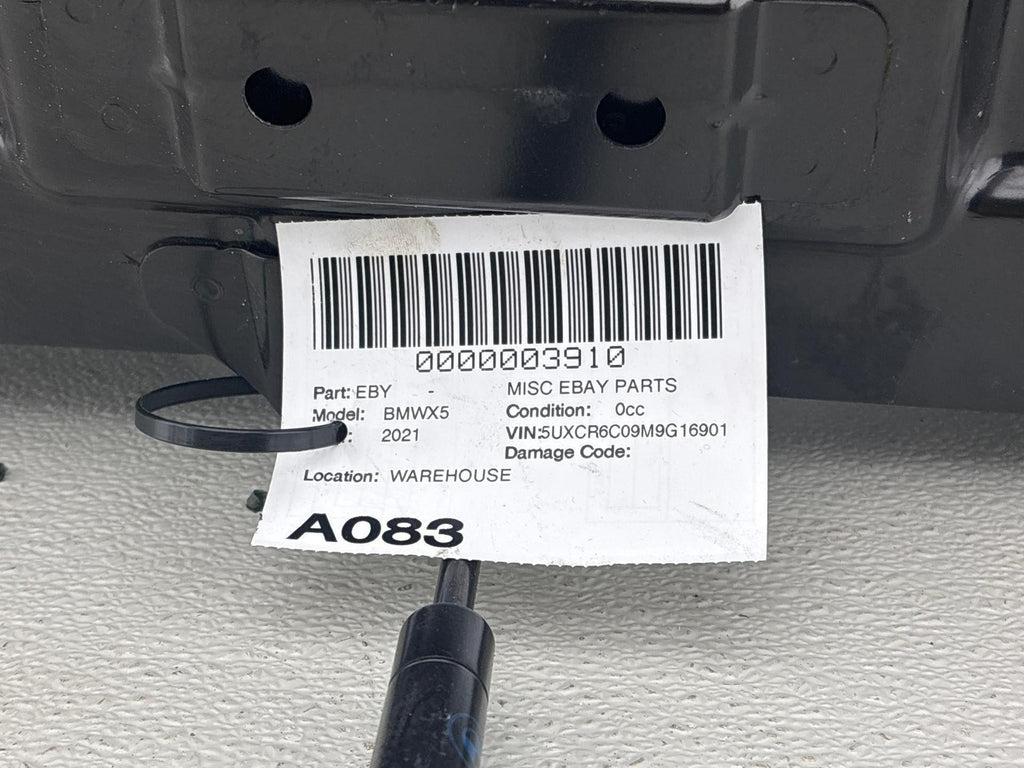 0000003910
Part: EBY - MISC EBAY PARTS
Model: BMWX5 Condition: 0cc
: 2021 VIN:5UXCR6C09M9G16901
Damage Code:
Location: WAREHOUSE
A083